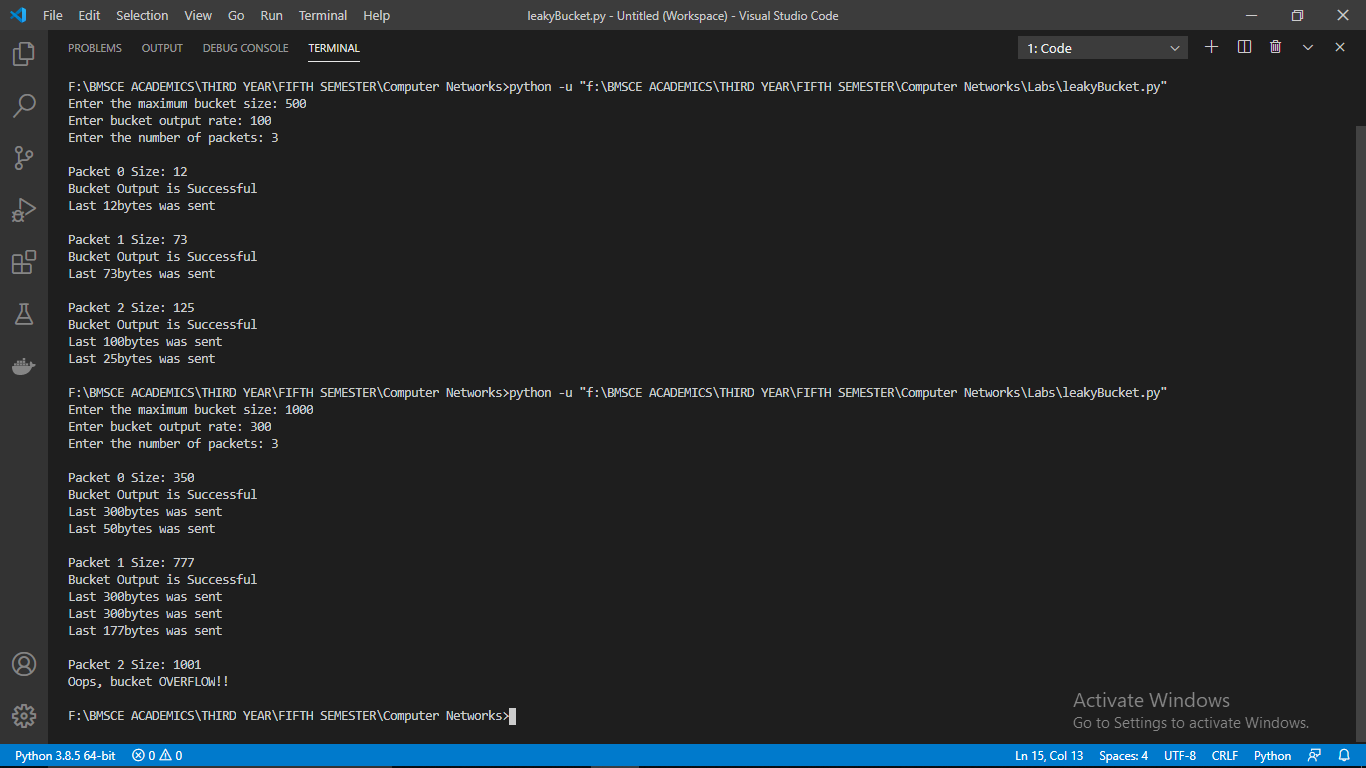 File Edit Selection View Go Run Terminal Help leakyBucket.py - Untitled (Workspace) - Visual Studio Code
PROBLEMS OUTPUT DEBUG CONSOLE TERMINAL 1: Code
F:\BMSCE ACADEMICS\THIRD YEAR\FIFTH SEMESTER\Computer Networks>python -u "f:\BMSCE ACADEMICS\THIRD YEAR\FIFTH SEMESTER\Computer Networks\Labs\leakyBucket.py"
Enter the maximum bucket size: 500
Enter bucket output rate: 100
Enter the number of packets: 3
Packet 0 Size: 12
Bucket Output is Successful
Last 12bytes was sent
Packet 1 Size: 73
Bucket Output is Successful
Last 73bytes was sent
Packet 2 Size: 125
Bucket Output is Successful
Last 100bytes was sent
Last 25bytes was sent
F:\BMSCE ACADEMICS\THIRD YEAR\FIFTH SEMESTER\Computer Networks>python -u "f:\BMSCE ACADEMICS\THIRD YEAR\FIFTH SEMESTER\Computer Networks\Labs\leakyBucket.py"
Enter the maximum bucket size: 1000
Enter bucket output rate: 300
Enter the number of packets: 3
Packet 0 Size: 350
Bucket Output is Successful
Last 300bytes was sent
Last 50bytes was sent
Packet 1 Size: 777
Bucket Output is Successful
Last 300bytes was sent
Last 300bytes was sent
Last 177bytes was sent
Packet 2 Size: 1001
Oops, bucket OVERFLOW!!
F:\BMSCE ACADEMICS\THIRD YEAR\FIFTH SEMESTER\Computer Networks>
Activate Windows
Go to Settings to activate Windows.
Python 3.8.5 64-bit 0 0 Ln 15, Col 13 Spaces: 4 UTF-8 CRLF Python